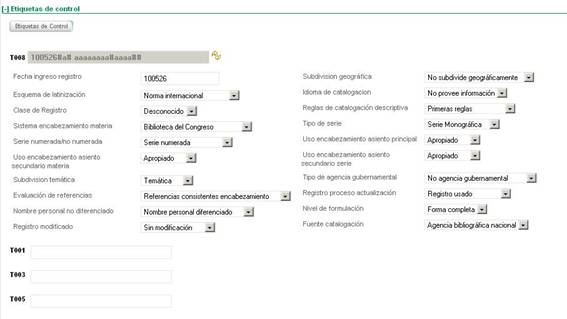 [-] Etiquetas de control
Etiquetas de Control
T008 100526#a# aaaaaaaa#aaaa##
Fecha ingreso registro 100526
Esquema de latinización Norma internacional
Clase de Registro Desconocido
Sistema encabezamiento materia Biblioteca del Congreso
Serie numerada/no numerada Serie numerada
Uso encabezamiento asiento secundario materia Apropiado
Subdivision temática Temática
Evaluación de referencias Referencias consistentes encabezamiento
Nombre personal no diferenciado Nombre personal diferenciado
Registro modificado Sin modificación
Subdivision geográfica No subdivide geográficamente
Idioma de catalogacion No provee información
Reglas de catalogación descriptiva Primeras reglas
Tipo de serie Serie Monográfica
Uso encabezamiento asiento principal Apropiado
Uso encabezamiento asiento secundario serie Apropiado
Tipo de agencia gubernamental No agencia gubernamental
Registro proceso actualización Registro usado
Nivel de formulación Forma completa
Fuente catalogación Agencia bibliográfica nacional
T001
T003
T005